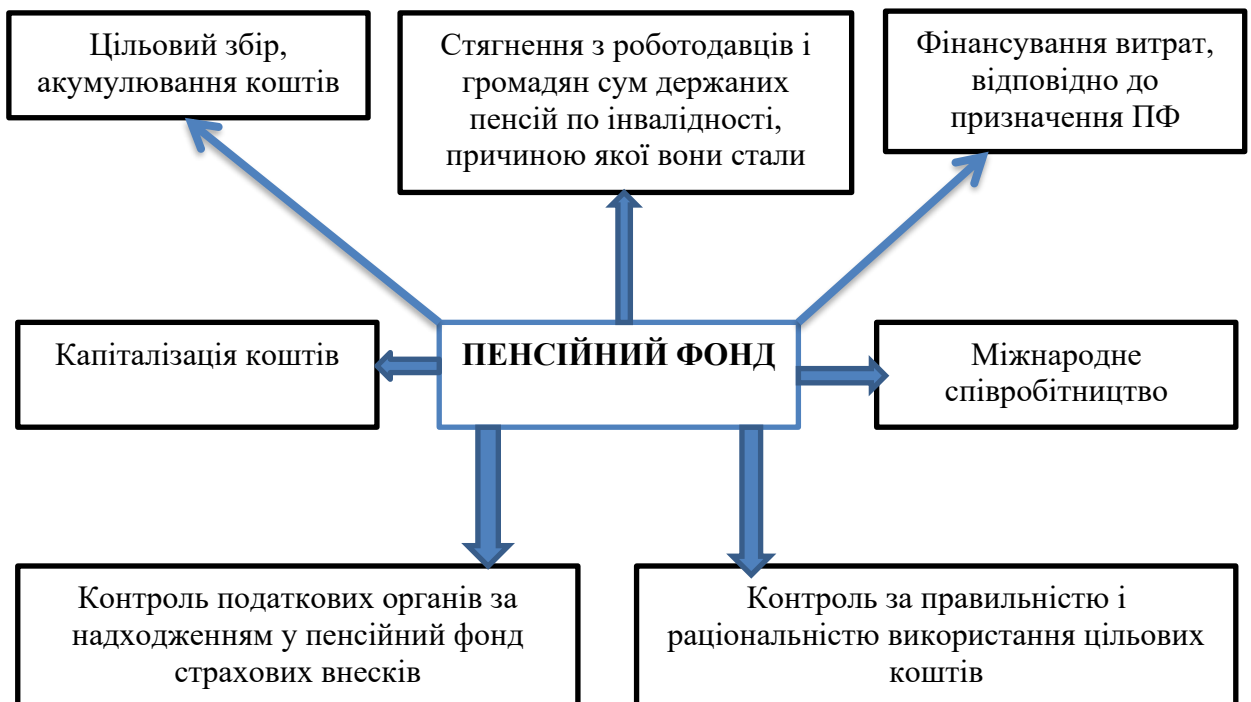 Цільовий збір,
акумулювання коштів
Стягнення з роботодавців і
громадян сум держаних
пенсій по інвалідності,
причиною якої вони стали
Фінансування витрат,
відповідно до
призначення ПФ
Капіталізація коштів
ПЕНСІЙНИЙ ФОНД
Міжнародне
співробітництво
Контроль податкових органів за
надходженням у пенсійний фонд
страхових внесків
Контроль за правильністю і
раціональністю використання цільових
коштів